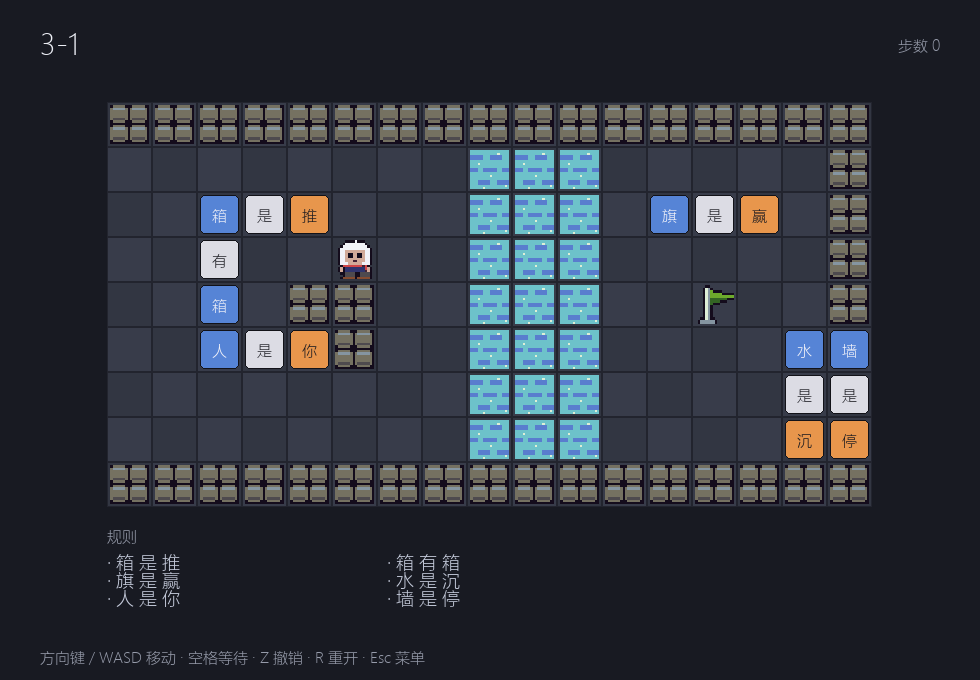 3-1
步数 0
箱 是 推 旗 是 赢
有
箱
人 是 你 水 墙
是 是
沉 停
规则
· 箱 是 推 · 箱 有 箱
· 旗 是 赢 · 水 是 沉
· 人 是 你 · 墙 是 停
方向键 / WASD 移动 · 空格等待 · Z 撤销 · R 重开 · Esc 菜单